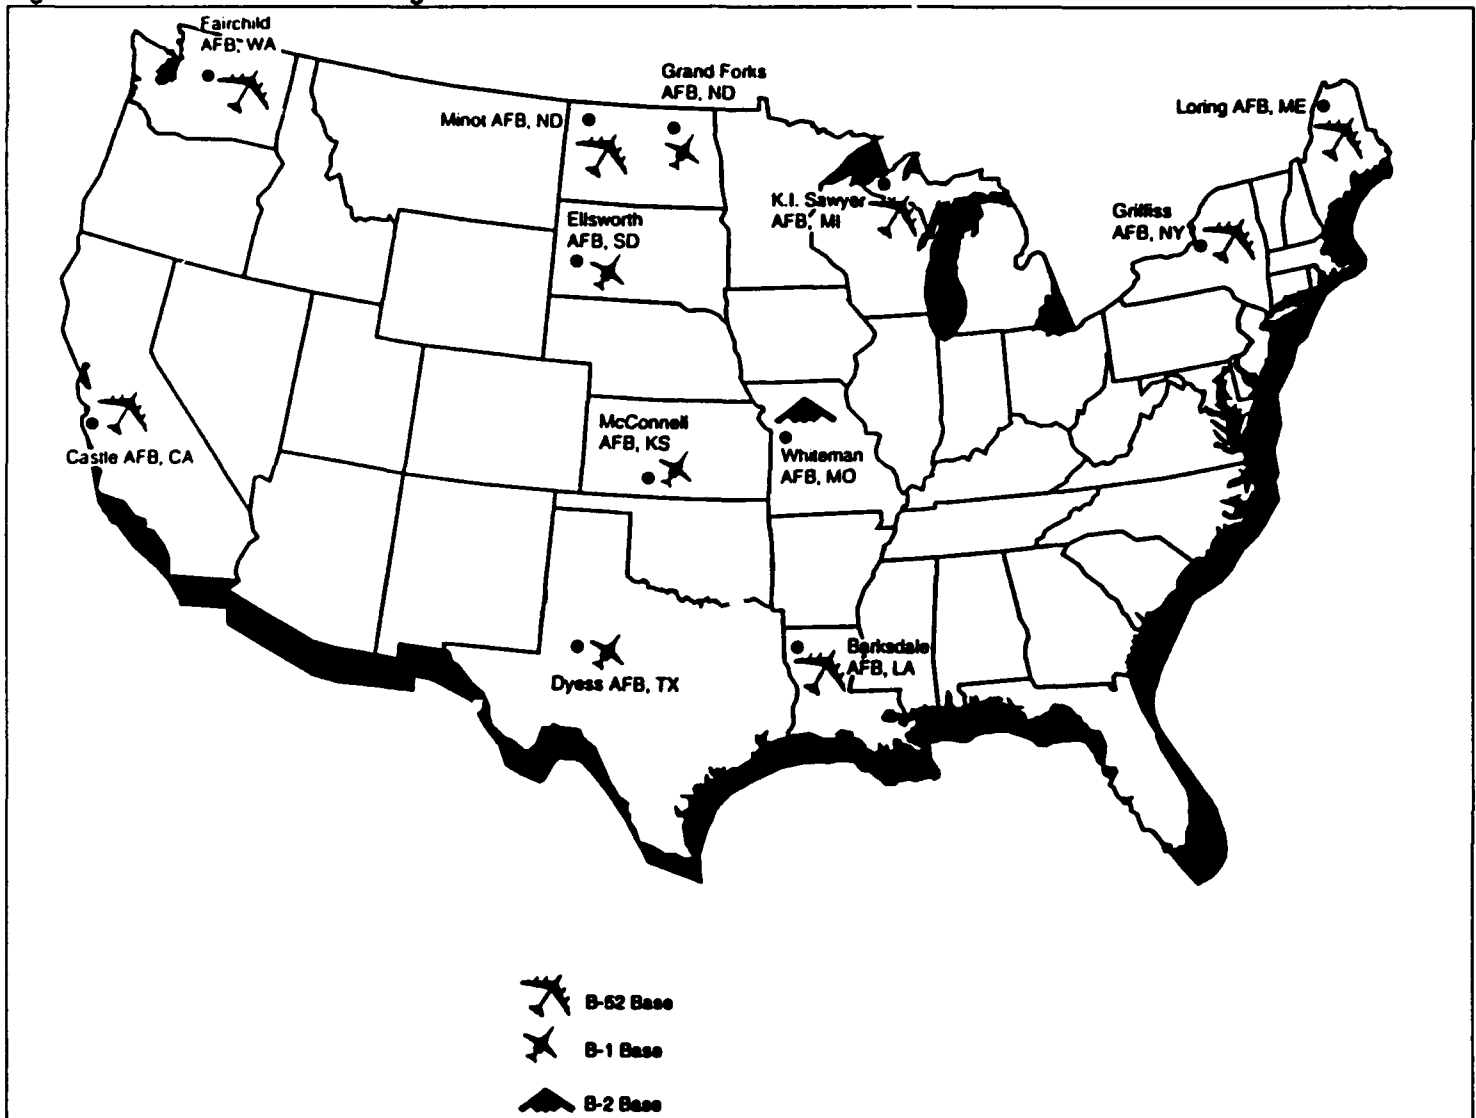 Fairchild
AFB, WA
Grand Forks
AFB, ND
Minot AFB, ND
Loring AFB, ME
K.I. Sawyer
AFB, MI
Griffiss
AFB, NY
Ellsworth
AFB, SD
McConnell
AFB, KS
Whiteman
AFB, MO
Castle AFB, CA
Barksdale
AFB, LA
Dyess AFB, TX
B-52 Base
B-1 Base
B-2 Base